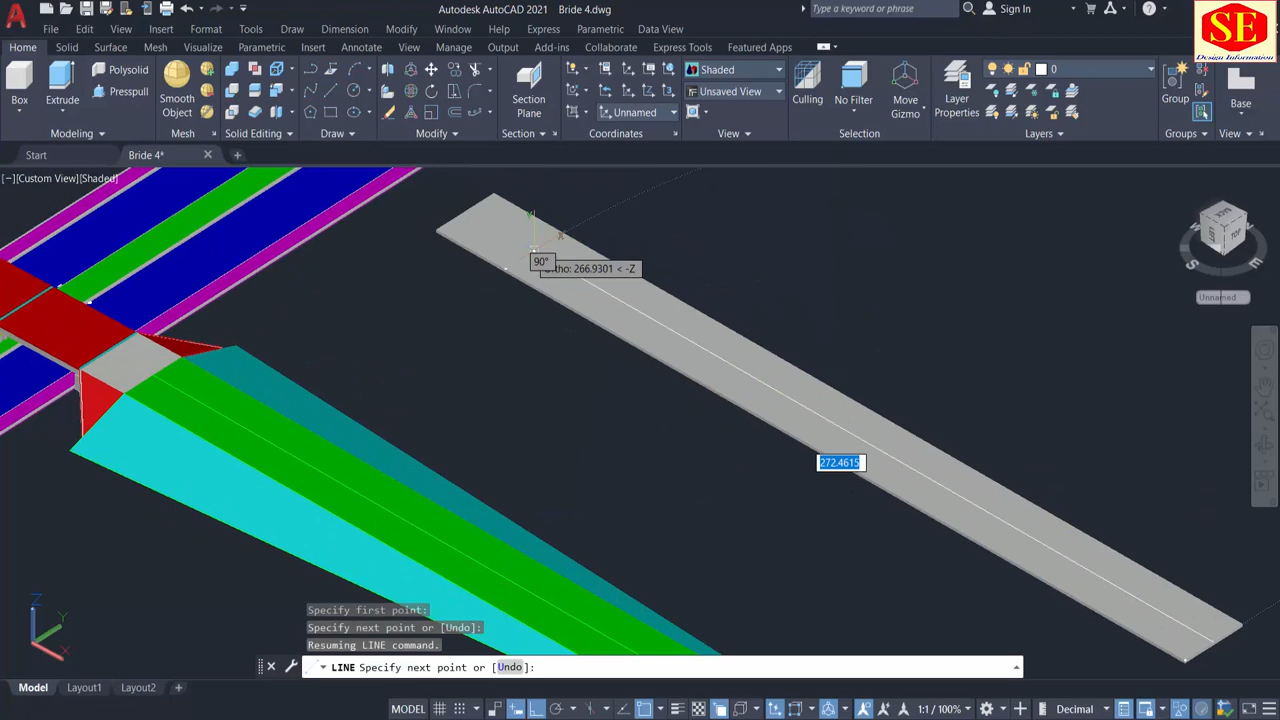 Autodesk AutoCAD 2021 Bride 4.dwg
Type a keyword or phrase
Sign In
SE
Design Information
File Edit View Insert Format Tools Draw Dimension Modify Window Help Express Parametric Data View
Home Solid Surface Mesh Visualize Parametric Insert Annotate View Manage Output Add-ins Collaborate Express Tools Featured Apps
Box
Extrude
Polysolid
Presspull
Smooth
Object
Section
Plane
Unnamed
Shaded
Unsaved View
Culling
No Filter
Move
Gizmo
Layer
Properties
0
Group
Base
Modeling Mesh Solid Editing Draw Modify Section Coordinates View Selection Layers Groups View
Start
Bride 4*
[−][Custom View][Shaded]
TOP
S
E
Unnamed
90°
Ortho: 266.9301 < -Z
272.4615
Z
Y
X
Specify first point:
Specify next point or [Undo]:
Resuming LINE command.
LINE Specify next point or [Undo]:
Model Layout1 Layout2
MODEL
1:1 / 100%
Decimal